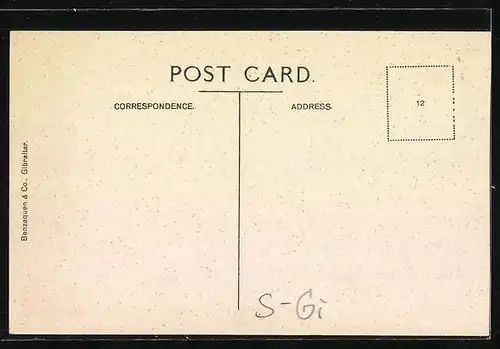 POST CARD.
CORRESPONDENCE.
ADDRESS.
12
Benzaquen & Co., Gibraltar.
S-Gi